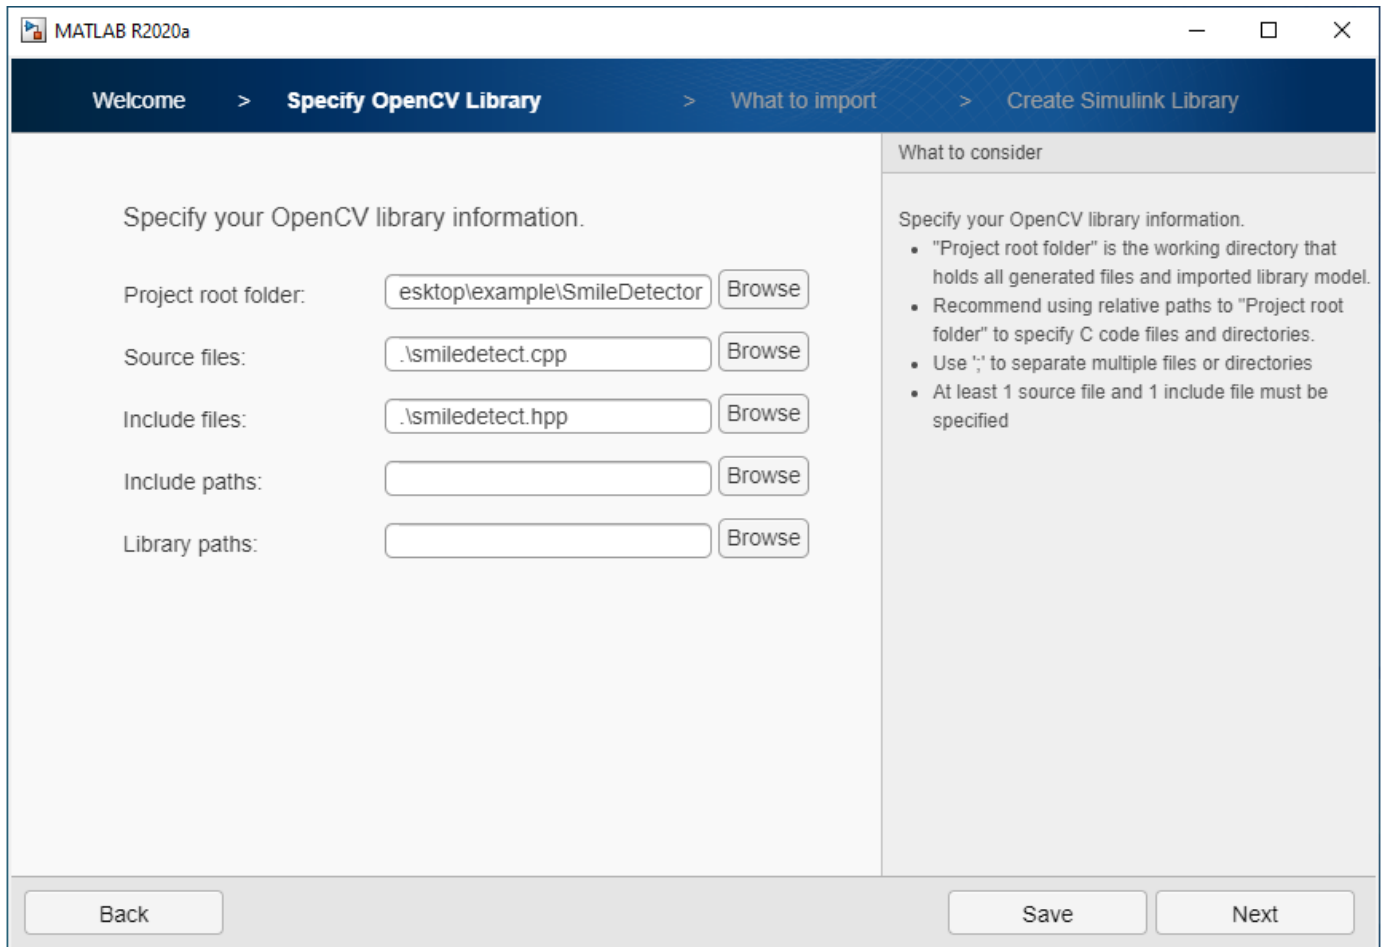 MATLAB R2020a
Welcome > Specify OpenCV Library > What to import > Create Simulink Library
Specify your OpenCV library information.
Project root folder: esktop\example\SmileDetector Browse
Source files: .\smiledetect.cpp Browse
Include files: .\smiledetect.hpp Browse
Include paths: Browse
Library paths: Browse
What to consider
Specify your OpenCV library information.
• "Project root folder" is the working directory that
holds all generated files and imported library model.
• Recommend using relative paths to "Project root
folder" to specify C code files and directories.
• Use ';' to separate multiple files or directories
• At least 1 source file and 1 include file must be
specified
Back Save Next